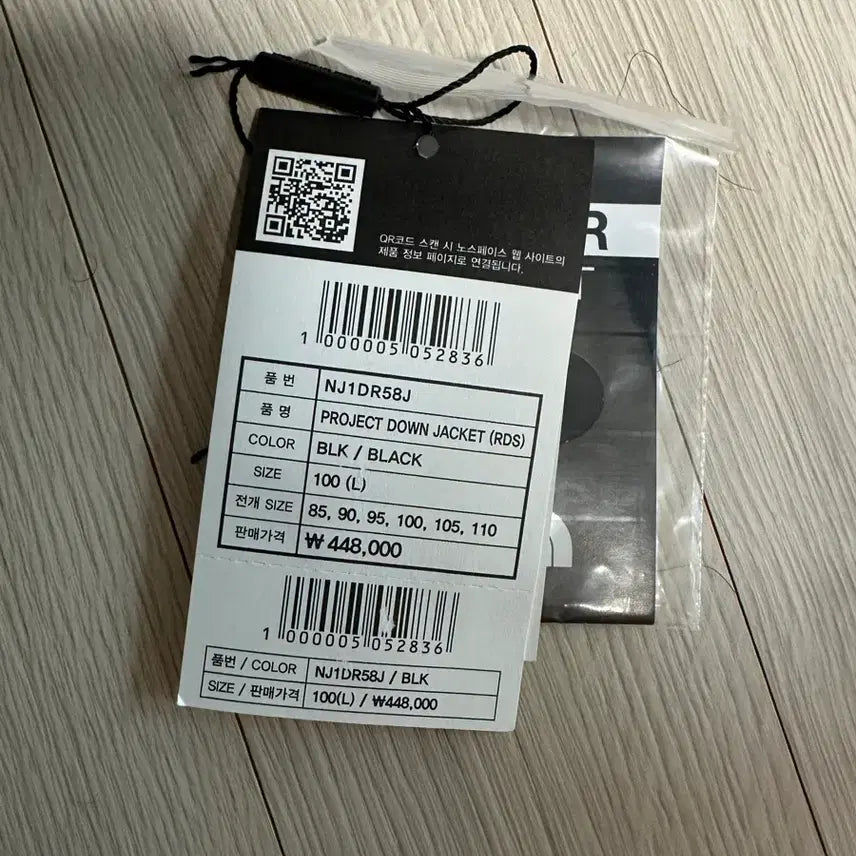 QR코드 스캔 시 노스페이스 웹 사이트의
제품 정보 페이지로 연결됩니다.
R
1 000005 052836
품 번 NJ1DR58J
품 명 PROJECT DOWN JACKET (RDS)
COLOR BLK / BLACK
SIZE 100 (L)
전개 SIZE 85, 90, 95, 100, 105, 110
판매가격 ₩ 448,000
1 000005 052836
품번 / COLOR NJ1DR58J / BLK
SIZE / 판매가격 100(L) / ₩448,000